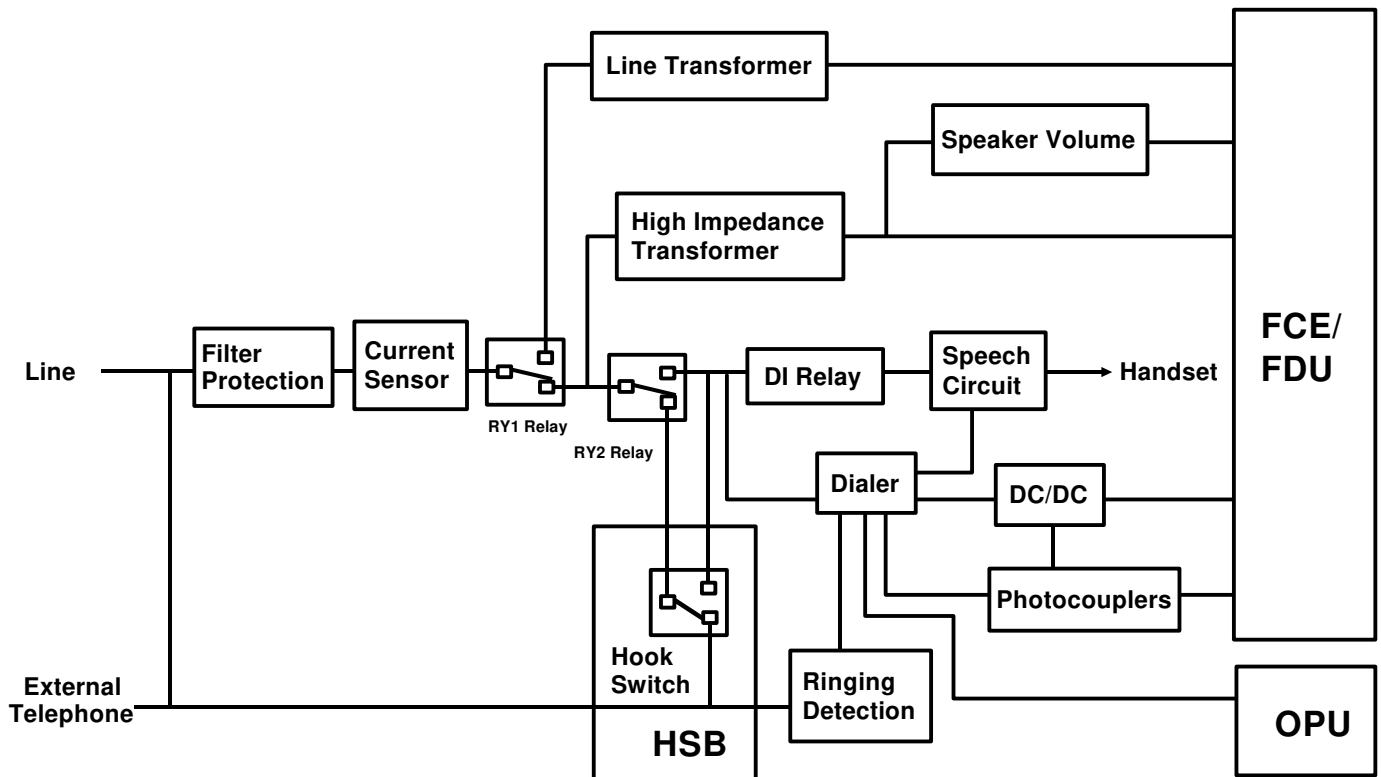 Line Transformer
Speaker Volume
High Impedance
Transformer
FCE/
FDU
Line
Filter
Protection
Current
Sensor
RY1 Relay
RY2 Relay
DI Relay
Speech
Circuit
Handset
Dialer
DC/DC
Photocouplers
Hook
Switch
HSB
External
Telephone
Ringing
Detection
OPU